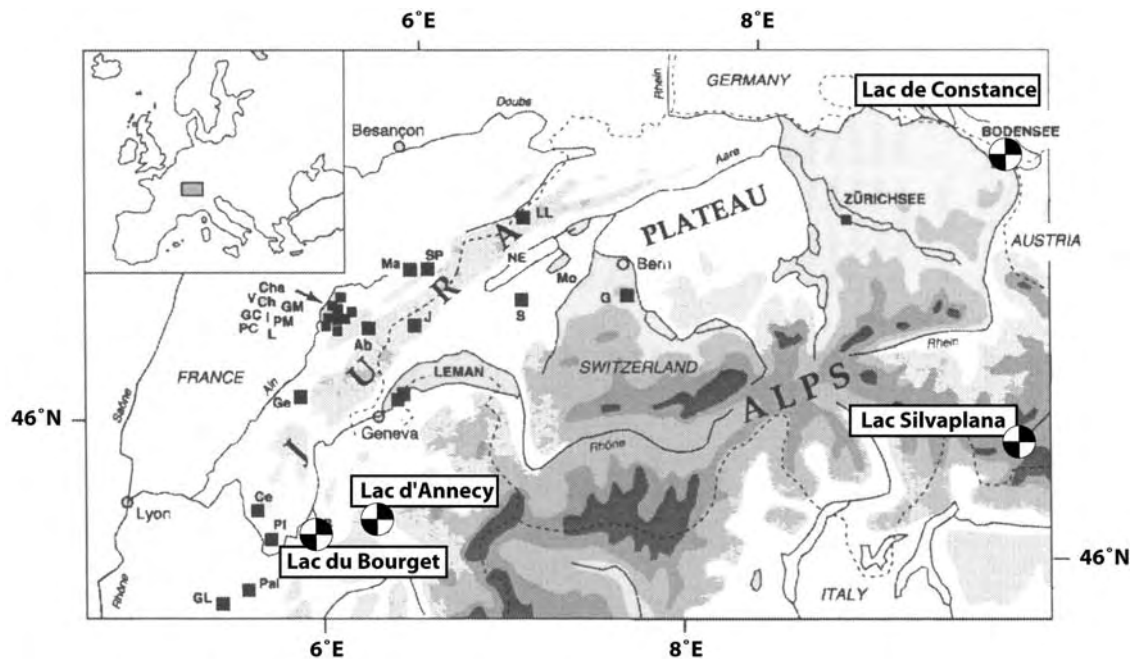 6°E
8°E
GERMANY
Lac de Constance
Rhein
Doubs
Besançon
BODENSEE
Aare
ZÜRICHSEE
LL
PLATEAU
AUSTRIA
Ma
SP
NE
Mo
Bern
Cha
V Ch GM
GC I PM
PC L
J
S
G
Ab
JURA
Rhein
FRANCE
Ain
SWITZERLAND
LEMAN
ALPS
Saône
Ge
46°N
Geneva
Rhône
Lac Silvaplana
Lac d'Annecy
Ce
Lyon
Pl
Lac du Bourget
46°N
Rhône
Pal
GL
ITALY
6°E
8°E